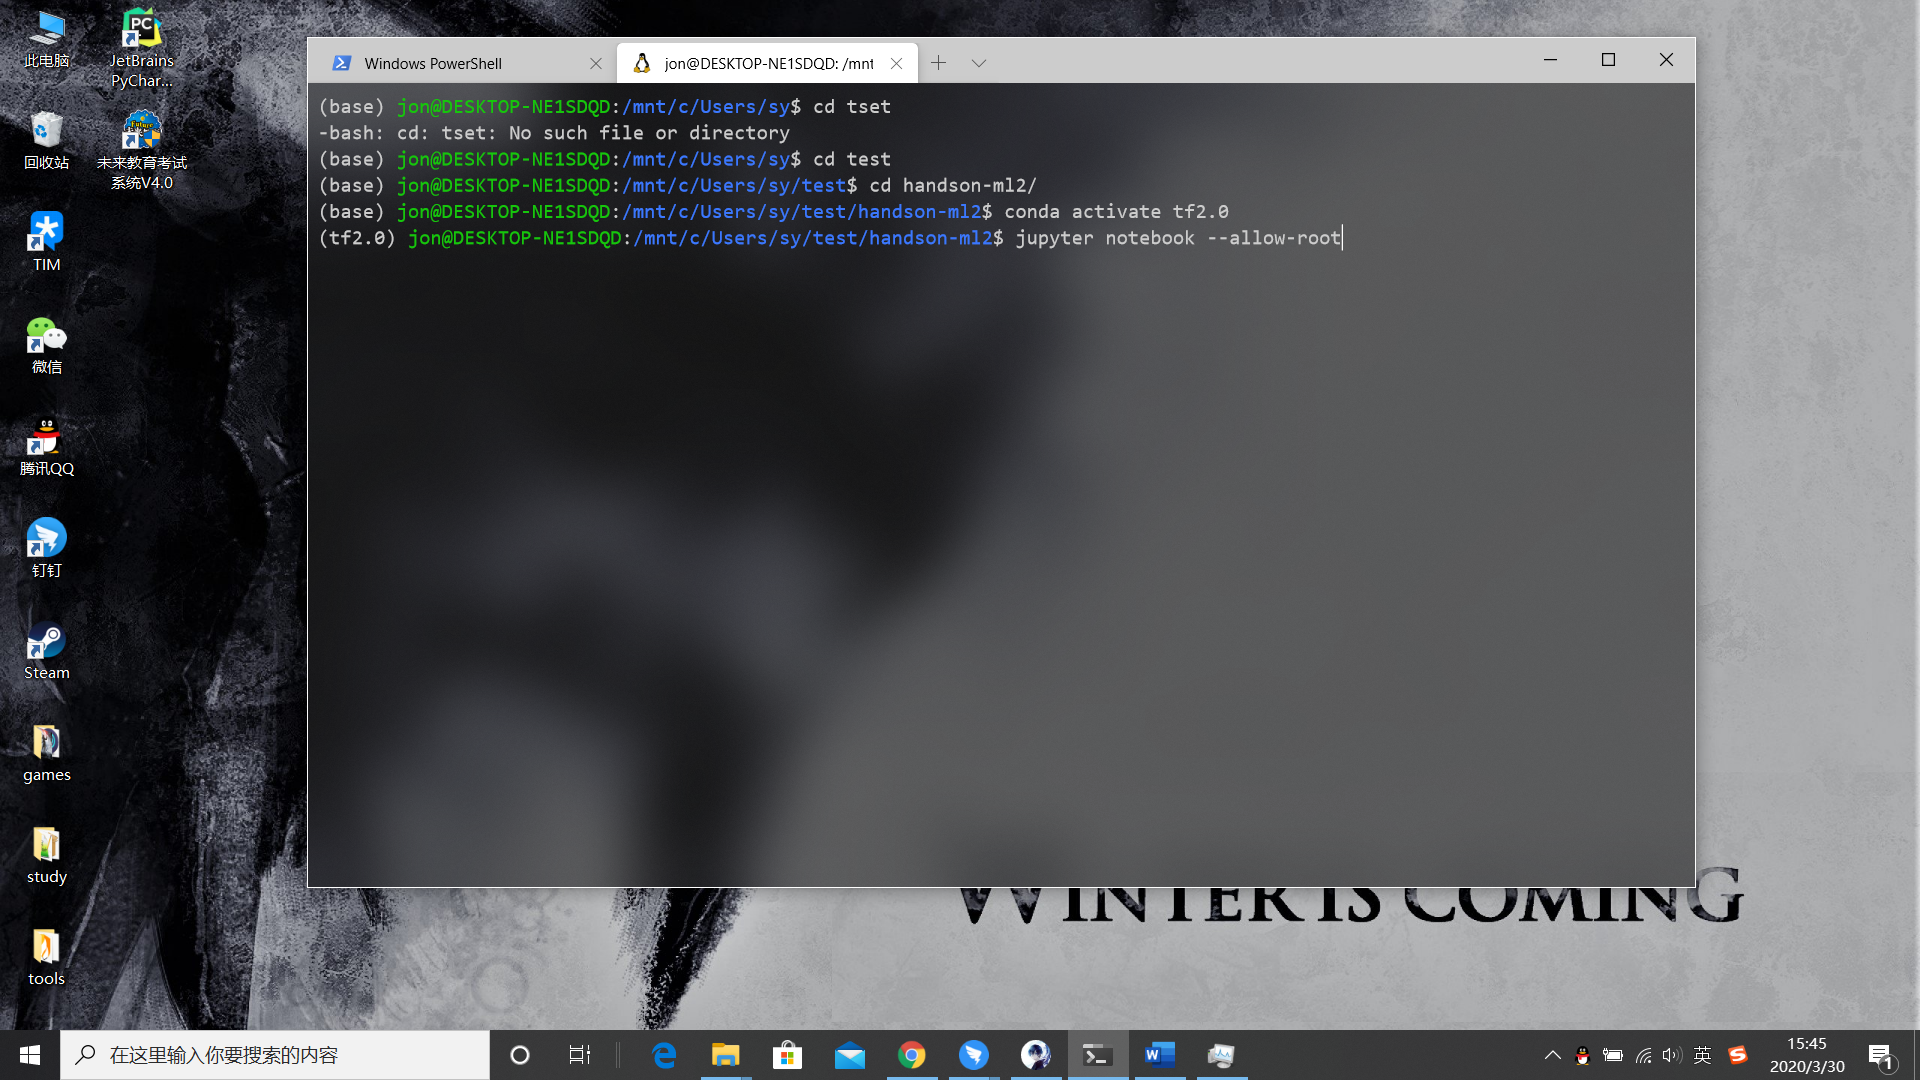 此电脑
JetBrains
PyChar...
回收站
未来教育考试
系统V4.0
TIM
微信
腾讯QQ
钉钉
Steam
games
study
tools
Windows PowerShell
jon@DESKTOP-NE1SDQD: /mnt
(base) jon@DESKTOP-NE1SDQD:/mnt/c/Users/sy$ cd tset
-bash: cd: tset: No such file or directory
(base) jon@DESKTOP-NE1SDQD:/mnt/c/Users/sy$ cd test
(base) jon@DESKTOP-NE1SDQD:/mnt/c/Users/sy/test$ cd handson-ml2/
(base) jon@DESKTOP-NE1SDQD:/mnt/c/Users/sy/test/handson-ml2$ conda activate tf2.0
(tf2.0) jon@DESKTOP-NE1SDQD:/mnt/c/Users/sy/test/handson-ml2$ jupyter notebook --allow-root
WINTER IS COMING
在这里输入你要搜索的内容
英
15:45
2020/3/30
1